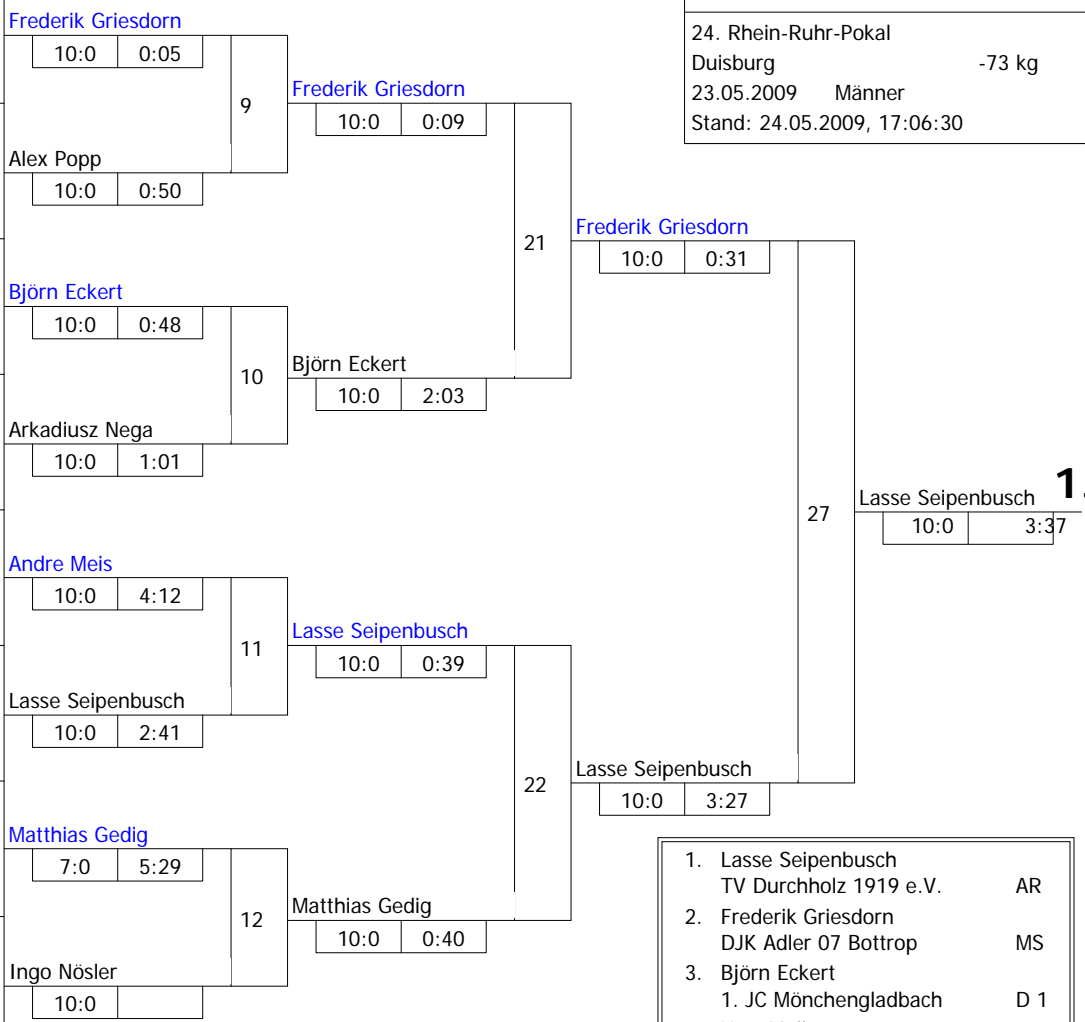 24. Rhein-Ruhr-Pokal
Duisburg -73 kg
23.05.2009 Männer
Stand: 24.05.2009, 17:06:30
Frederik Griesdorn
10:0 0:05
9
Alex Popp
10:0 0:50
Frederik Griesdorn
10:0 0:09
21
Björn Eckert
10:0 0:48
10
Arkadiusz Nega
10:0 1:01
Björn Eckert
10:0 2:03
Frederik Griesdorn
10:0 0:31
27
Lasse Seipenbusch 1.
10:0 3:37
Andre Meis
10:0 4:12
11
Lasse Seipenbusch
10:0 2:41
Lasse Seipenbusch
10:0 0:39
22
Lasse Seipenbusch
10:0 3:27
Matthias Gedig
7:0 5:29
12
Ingo Nösler
10:0
Matthias Gedig
10:0 0:40
1. Lasse Seipenbusch
TV Durchholz 1919 e.V. AR
2. Frederik Griesdorn
DJK Adler 07 Bottrop MS
3. Björn Eckert
1. JC Mönchengladbach D 1